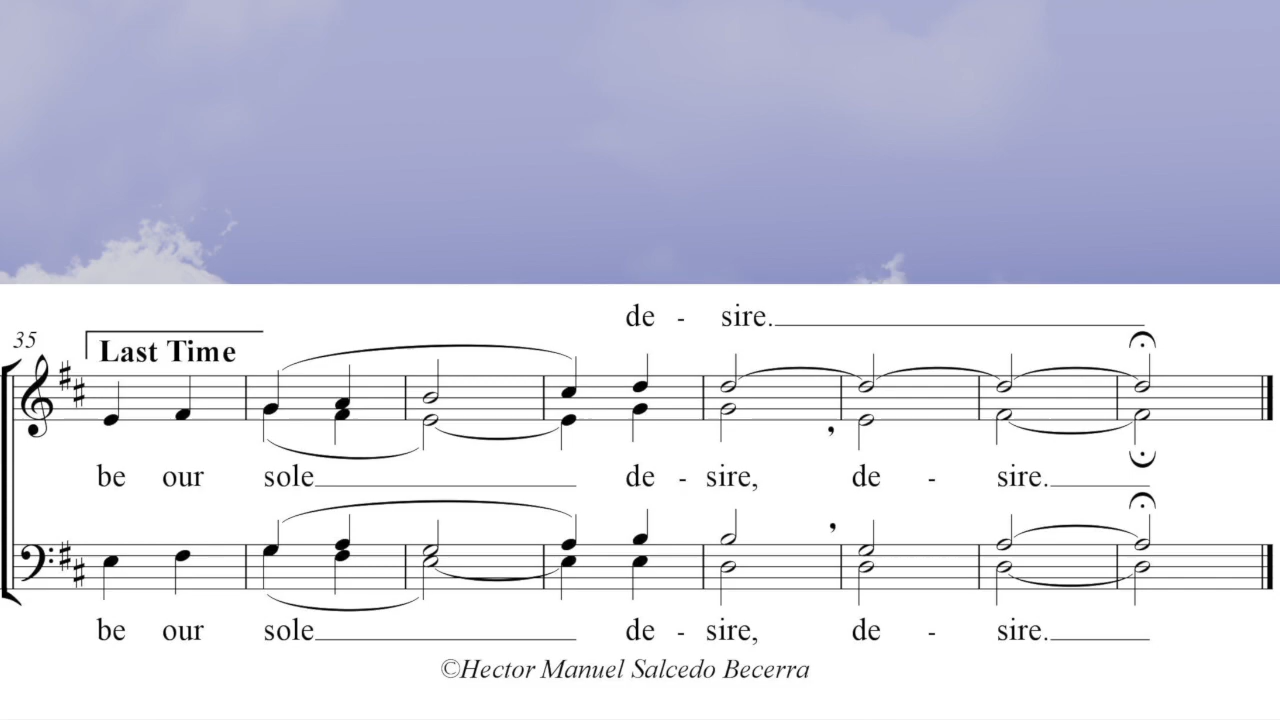 de - sire.
35
Last Time
be our sole de - sire, de - sire.
be our sole de - sire, de - sire.
©Hector Manuel Salcedo Becerra